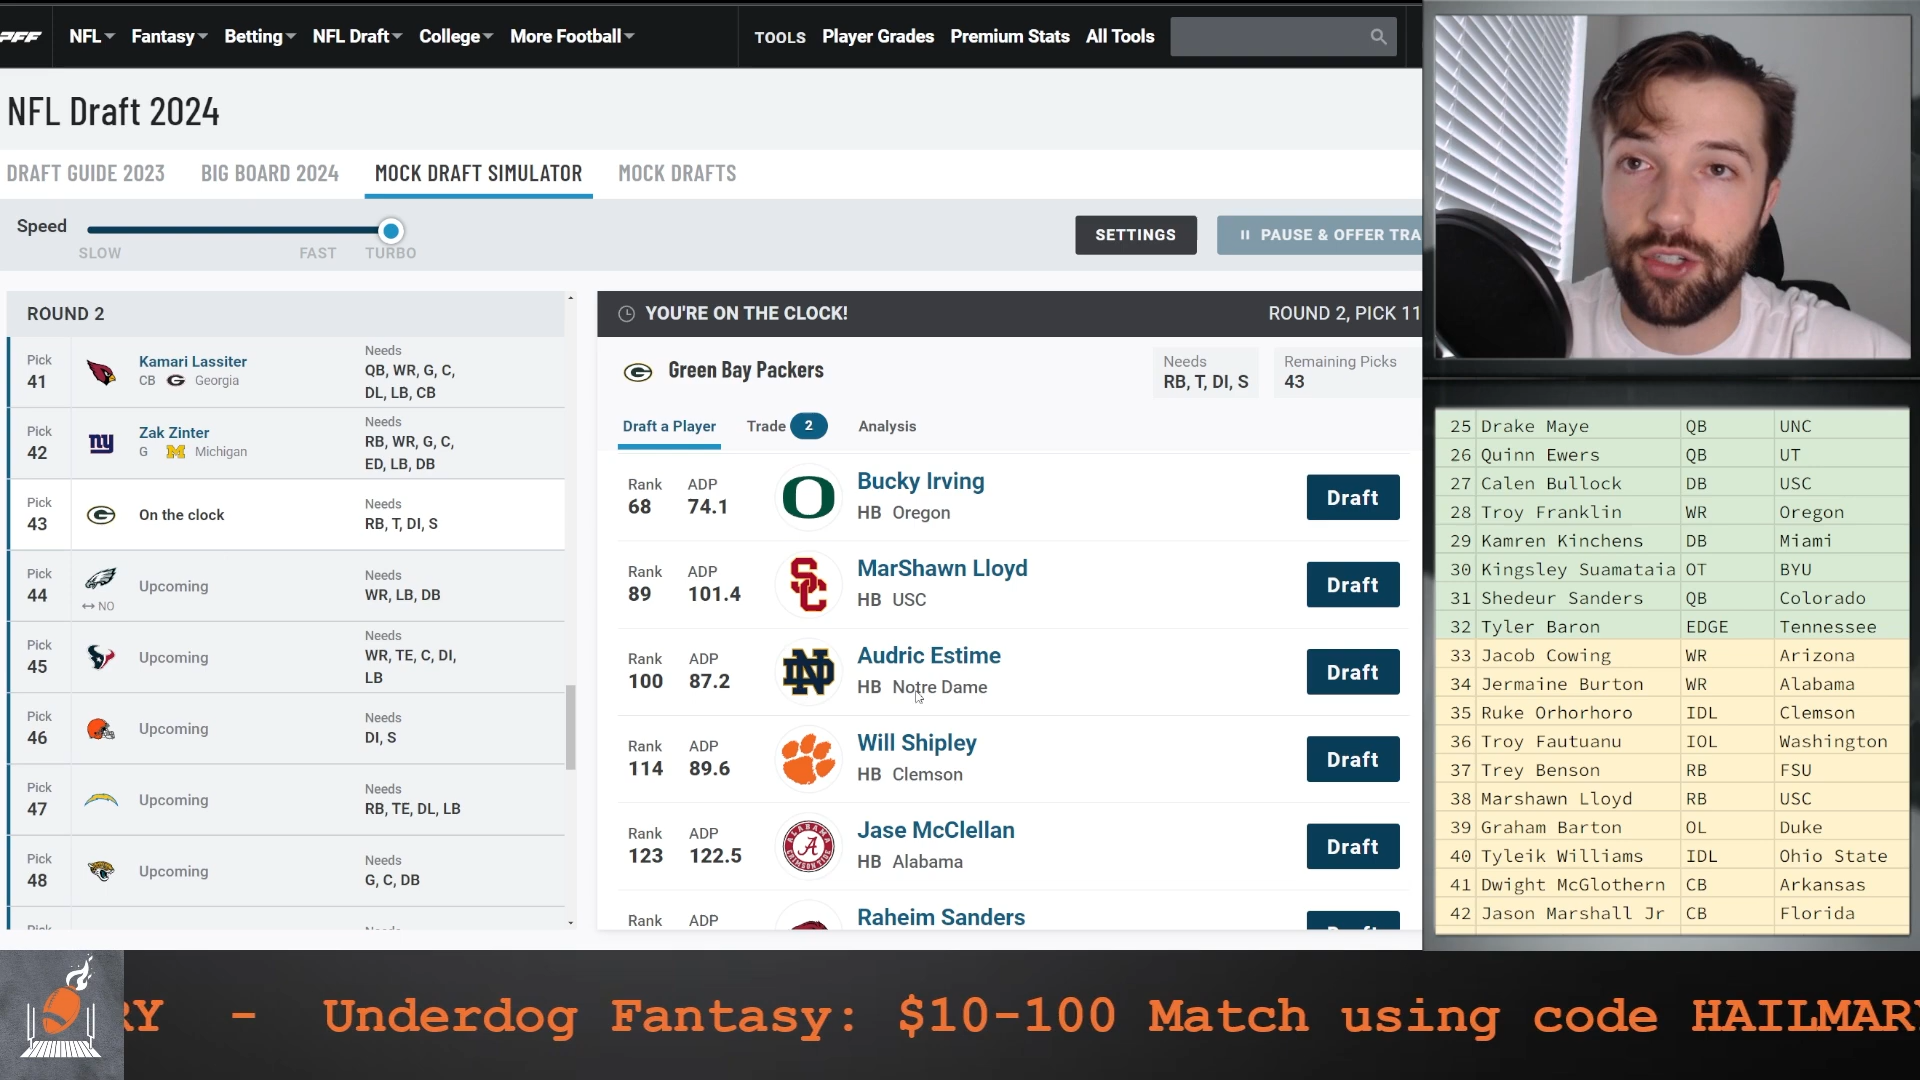 PFF NFL Fantasy Betting NFL Draft College More Football TOOLS Player Grades Premium Stats All Tools
NFL Draft 2024
DRAFT GUIDE 2023 BIG BOARD 2024 MOCK DRAFT SIMULATOR MOCK DRAFTS
Speed
SLOW FAST TURBO
SETTINGS
PAUSE & OFFER TRA
ROUND 2
Pick 41
Kamari Lassiter
CB G Georgia
Needs
QB, WR, G, C,
DL, LB, CB
Pick 42
ny
Zak Zinter
G M Michigan
Needs
RB, WR, G, C,
ED, LB, DB
Pick 43
G
On the clock
Needs
RB, T, DI, S
Pick 44
↔ NO
Upcoming
Needs
WR, LB, DB
Pick 45
Upcoming
Needs
WR, TE, C, DI,
LB
Pick 46
Upcoming
Needs
DI, S
Pick 47
Upcoming
Needs
RB, TE, DL, LB
Pick 48
Upcoming
Needs
G, C, DB
YOU'RE ON THE CLOCK!
ROUND 2, PICK 11
G
Green Bay Packers
Needs
RB, T, DI, S
Remaining Picks
43
Draft a Player Trade 2 Analysis
Rank 68
ADP 74.1
O
Bucky Irving
HB Oregon
Draft
Rank 89
ADP 101.4
SC
MarShawn Lloyd
HB USC
Draft
Rank 100
ADP 87.2
ND
Audric Estime
HB Notre Dame
Draft
Rank 114
ADP 89.6
Will Shipley
HB Clemson
Draft
Rank 123
ADP 122.5
A
Jase McClellan
HB Alabama
Draft
Rank
ADP
Raheim Sanders
25 Drake Maye QB UNC
26 Quinn Ewers QB UT
27 Calen Bullock DB USC
28 Troy Franklin WR Oregon
29 Kamren Kinchens DB Miami
30 Kingsley Suamataia OT BYU
31 Shedeur Sanders QB Colorado
32 Tyler Baron EDGE Tennessee
33 Jacob Cowing WR Arizona
34 Jermaine Burton WR Alabama
35 Ruke Orhorhoro IDL Clemson
36 Troy Fautuanu IOL Washington
37 Trey Benson RB FSU
38 Marshawn Lloyd RB USC
39 Graham Barton OL Duke
40 Tyleik Williams IDL Ohio State
41 Dwight McGlothern CB Arkansas
42 Jason Marshall Jr CB Florida
RY - Underdog Fantasy: $10-100 Match using code HAILMAR